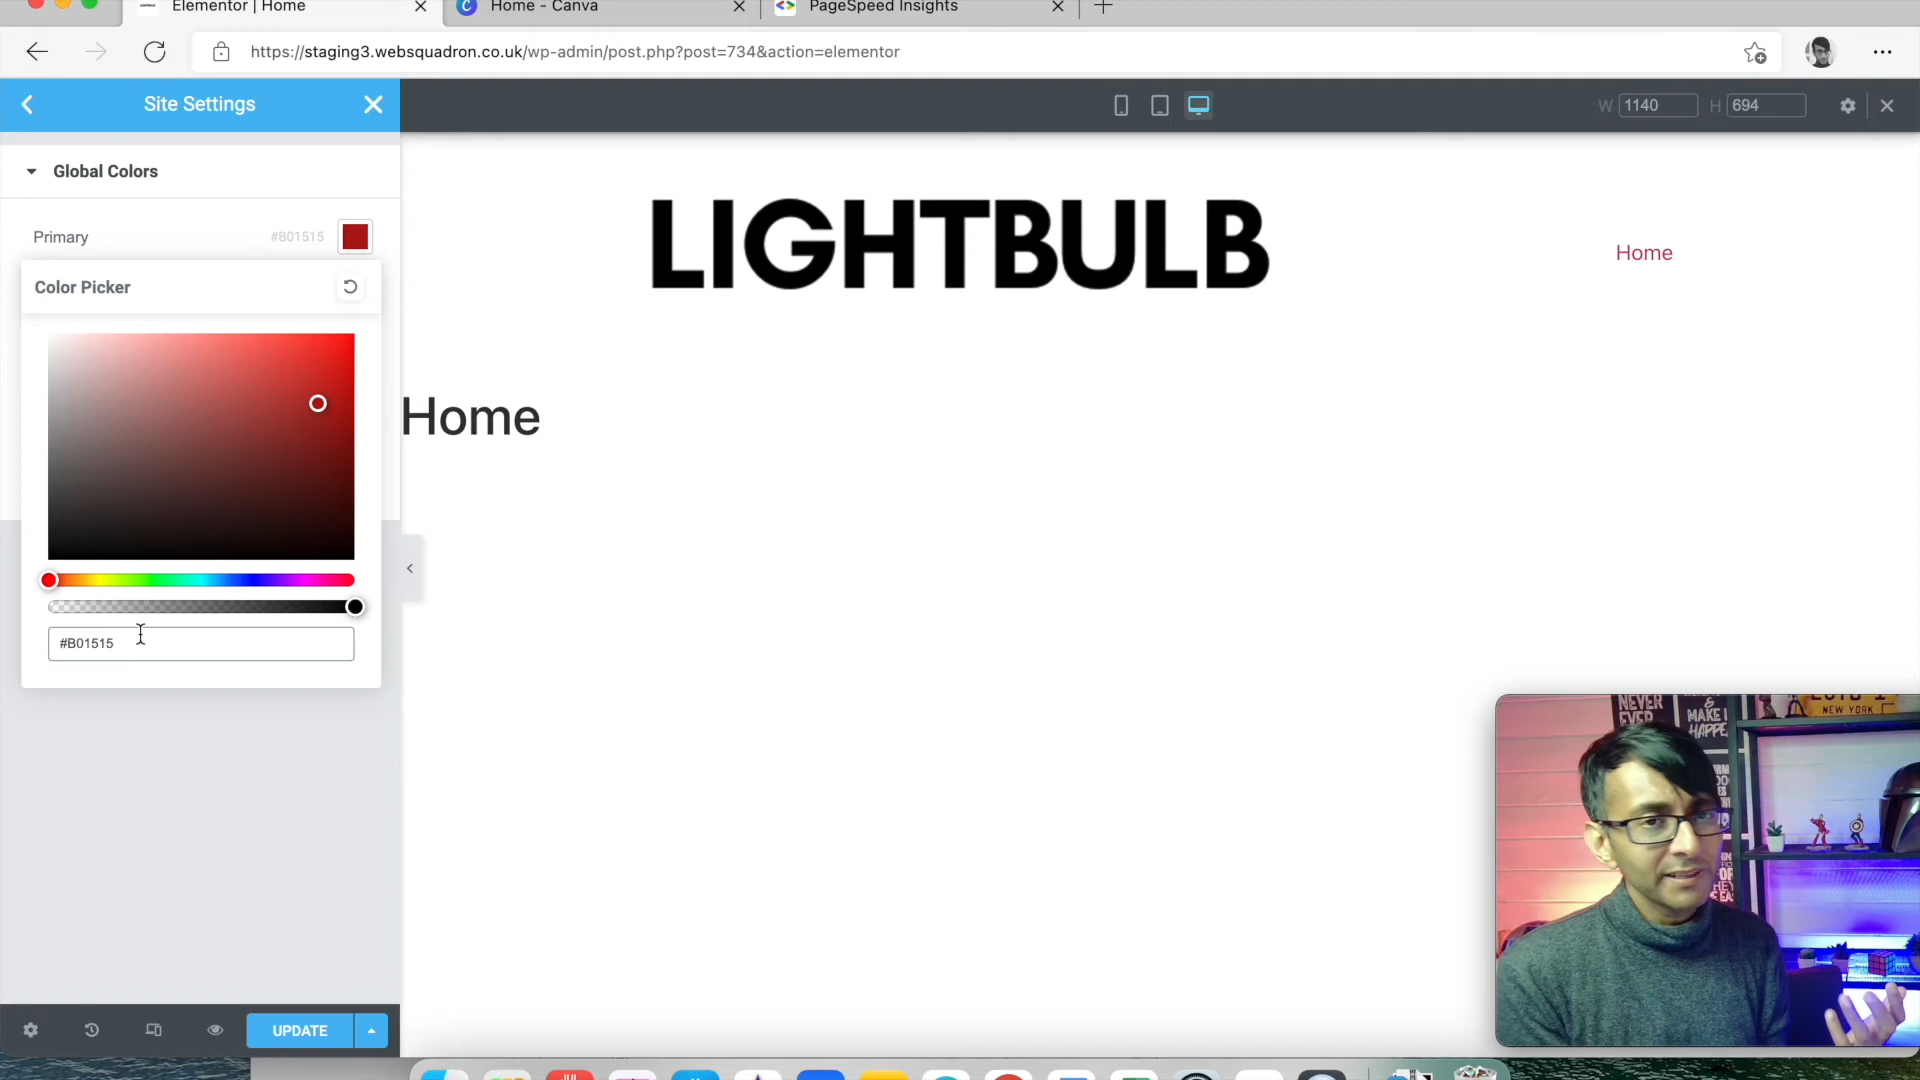 Elementor | Home
Home - Canva
PageSpeed Insights
https://staging3.websquadron.co.uk/wp-admin/post.php?post=734&action=elementor
Site Settings
W 1140 H 694
Global Colors
Primary #B01515
Color Picker
#B01515
UPDATE
LIGHTBULB
Home
Home
NEVER
EVER
& MAKE
NEW YORK